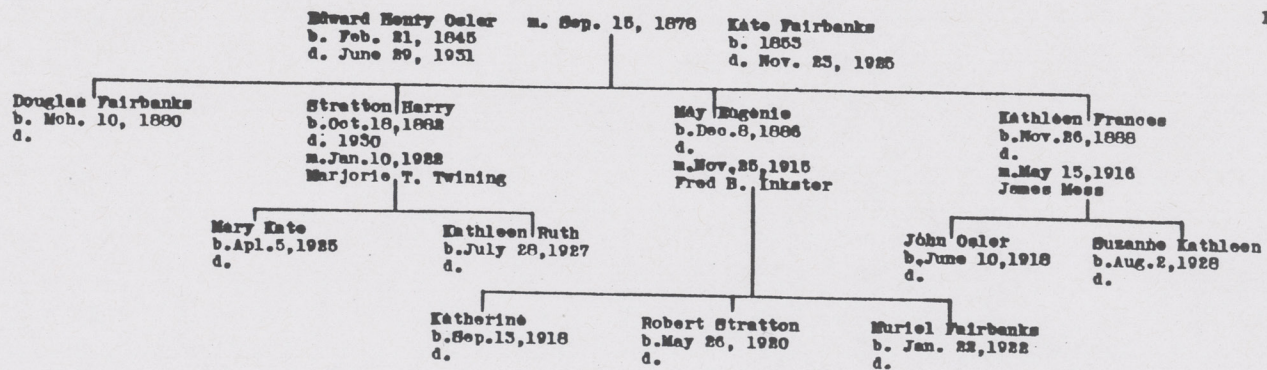 Edward Henry Osler m. Sep. 15, 1878 Kate Fairbanks
b. Feb. 21, 1845 b. 1853
d. June 29, 1931 d. Nov. 23, 1925
Douglas Fairbanks
b. Mch. 10, 1880
d.
Stratton Harry
b.Oct.18,1882
d. 1930
m.Jan.10,1922
Marjorie T. Twining
May Eugenie
b.Dec.8,1886
d.
m.Nov.25,1915
Fred B. Inkster
Kathleen Frances
b.Nov.26,1888
d.
m.May 15,1916
James Moss
Mary Kate
b.Apl.5,1925
d.
Kathleen Ruth
b.July 28,1927
d.
John Osler
b.June 10,1918
d.
Suzanne Kathleen
b.Aug.2,1928
d.
Katherine
b.Sep.13,1918
d.
Robert Stratton
b.May 26, 1920
d.
Muriel Fairbanks
b. Jan. 22,1922
d.